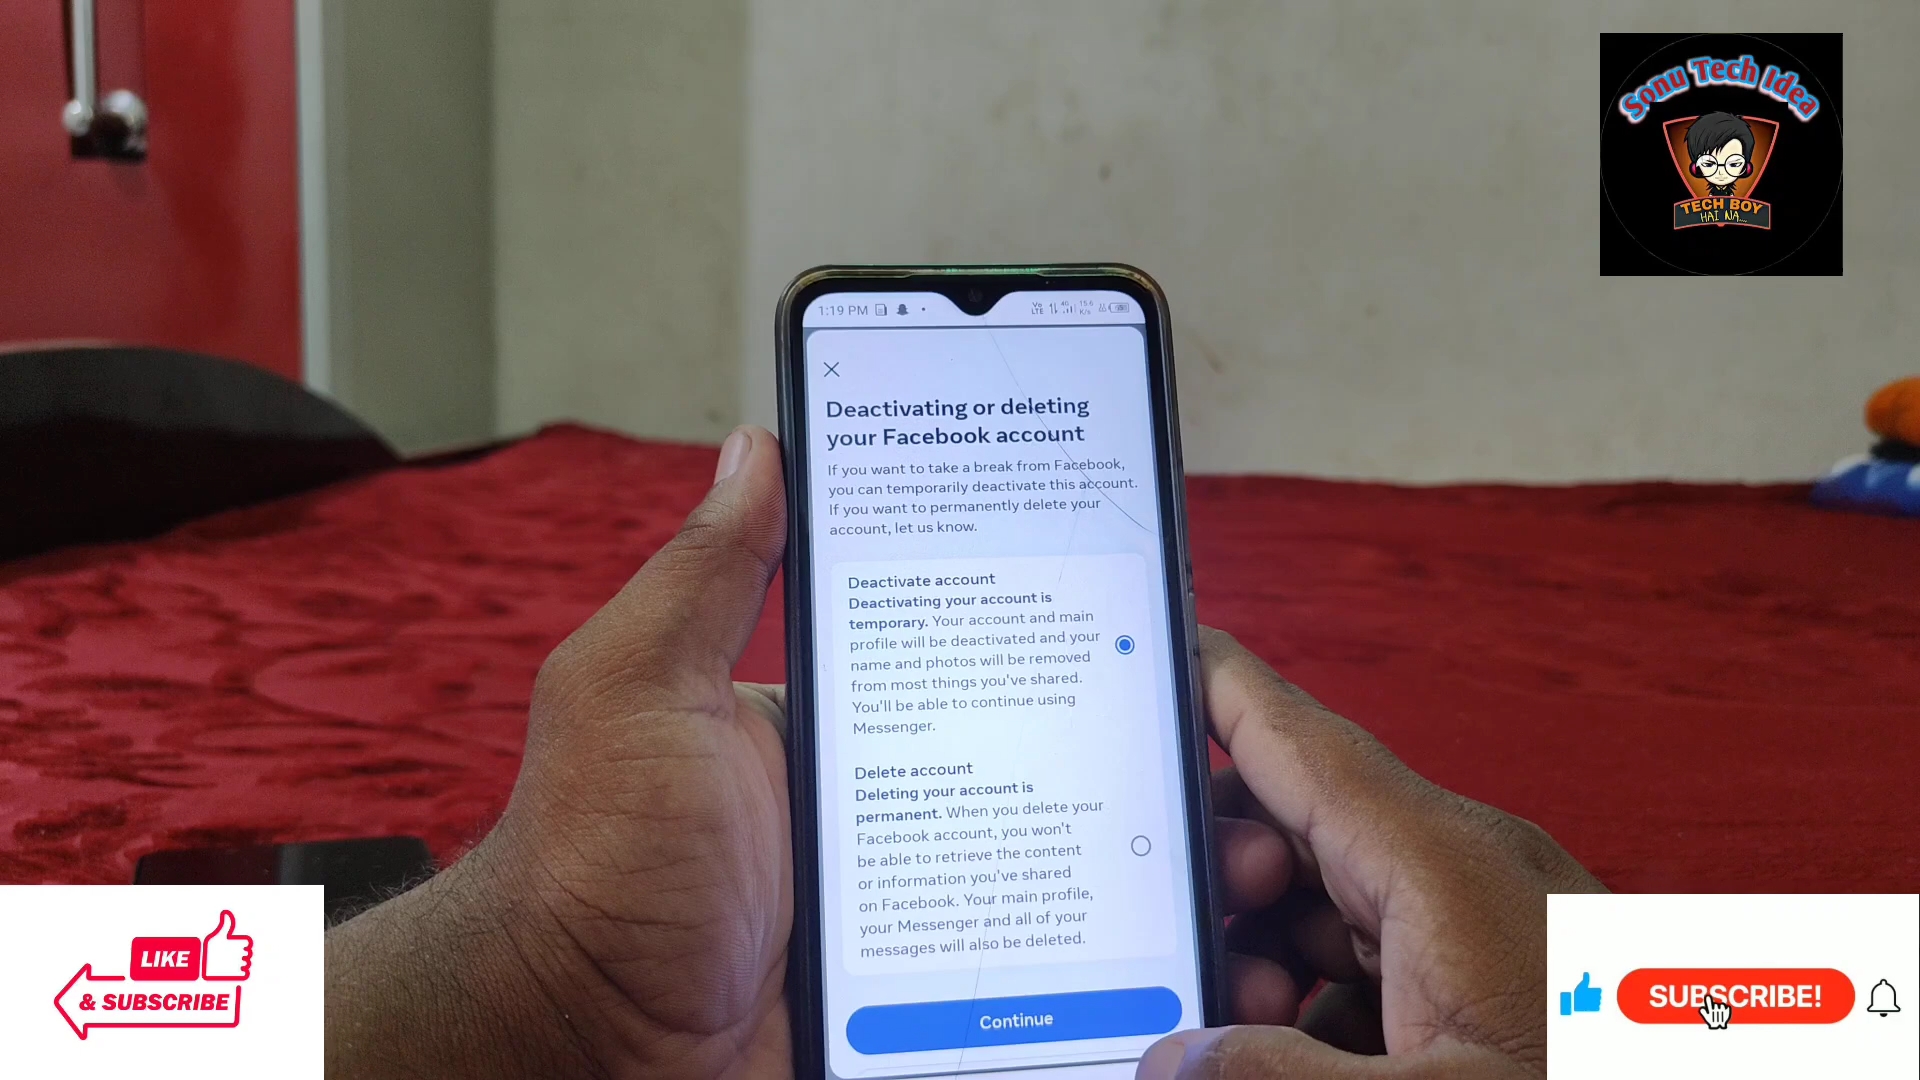 Sonu Tech Idea
TECH BOY
HAI NA...
1:19 PM
Vo
LTE
4G
15.6
K/s
Deactivating or deleting
your Facebook account
If you want to take a break from Facebook,
you can temporarily deactivate this account.
If you want to permanently delete your
account, let us know.
Deactivate account
Deactivating your account is
temporary. Your account and main
profile will be deactivated and your
name and photos will be removed
from most things you've shared.
You'll be able to continue using
Messenger.
Delete account
Deleting your account is
permanent. When you delete your
Facebook account, you won't
be able to retrieve the content
or information you've shared
on Facebook. Your main profile,
your Messenger and all of your
messages will also be deleted.
Continue
LIKE
& SUBSCRIBE
SUBSCRIBE!